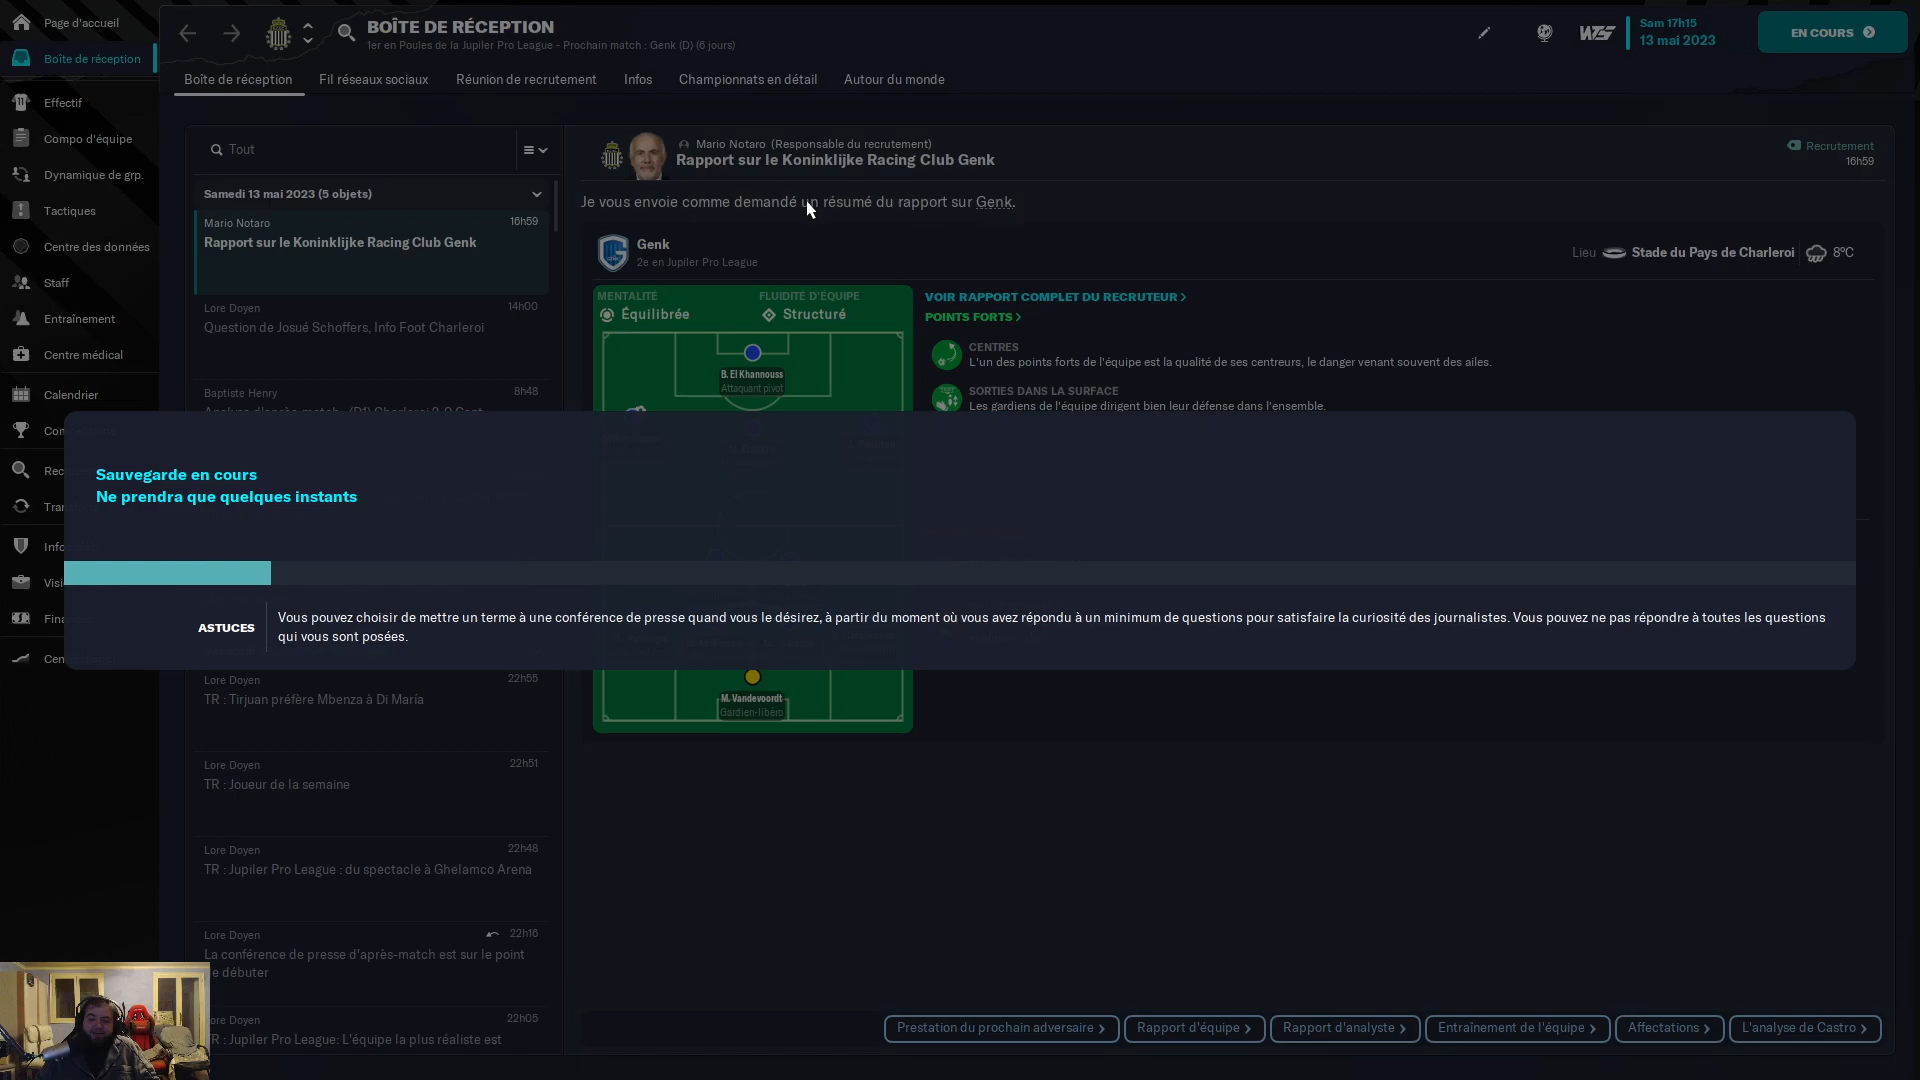 Page d'accueil
Boîte de réception
Effectif
Compo d'équipe
Dynamique de grp.
Tactiques
Centre des données
Staff
Entraînement
Centre médical
Calendrier
BOÎTE DE RÉCEPTION
1er en Poules de la Jupiler Pro League - Prochain match : Genk (D) (6 jours)
Sam 17h15
13 mai 2023
EN COURS
Boîte de réception
Fil réseaux sociaux
Réunion de recrutement
Infos
Championnats en détail
Autour du monde
Tout
Samedi 13 mai 2023 (5 objets)
Mario Notaro 16h59
Rapport sur le Koninklijke Racing Club Genk
Lore Doyen 14h00
Question de Josué Schoffers, Info Foot Charleroi
Baptiste Henry 8h48
Mario Notaro (Responsable du recrutement)
Rapport sur le Koninklijke Racing Club Genk
Recrutement
16h59
Je vous envoie comme demandé un résumé du rapport sur Genk.
Genk
2e en Jupiler Pro League
Lieu Stade du Pays de Charleroi 8°C
MENTALITÉ
Équilibrée
FLUIDITÉ D'ÉQUIPE
Structuré
B. El Khannouss
Attaquant pivot
VOIR RAPPORT COMPLET DU RECRUTEUR
POINTS FORTS
CENTRES
L'un des points forts de l'équipe est la qualité de ses centreurs, le danger venant souvent des ailes.
SORTIES DANS LA SURFACE
Les gardiens de l'équipe dirigent bien leur défense dans l'ensemble.
Sauvegarde en cours
Ne prendra que quelques instants
ASTUCES
Vous pouvez choisir de mettre un terme à une conférence de presse quand vous le désirez, à partir du moment où vous avez répondu à un minimum de questions pour satisfaire la curiosité des journalistes. Vous pouvez ne pas répondre à toutes les questions
qui vous sont posées.
M. Vandevoordt
Gardien-libéro
Lore Doyen 22h55
TR : Tirjuan préfère Mbenza à Di María
Lore Doyen 22h51
TR : Joueur de la semaine
Lore Doyen 22h48
TR : Jupiler Pro League : du spectacle à Ghelamco Arena
Lore Doyen 22h16
La conférence de presse d'après-match est sur le point
de débuter
Lore Doyen 22h05
TR : Jupiler Pro League: L'équipe la plus réaliste est
Prestation du prochain adversaire
Rapport d'équipe
Rapport d'analyste
Entraînement de l'équipe
Affectations
L'analyse de Castro